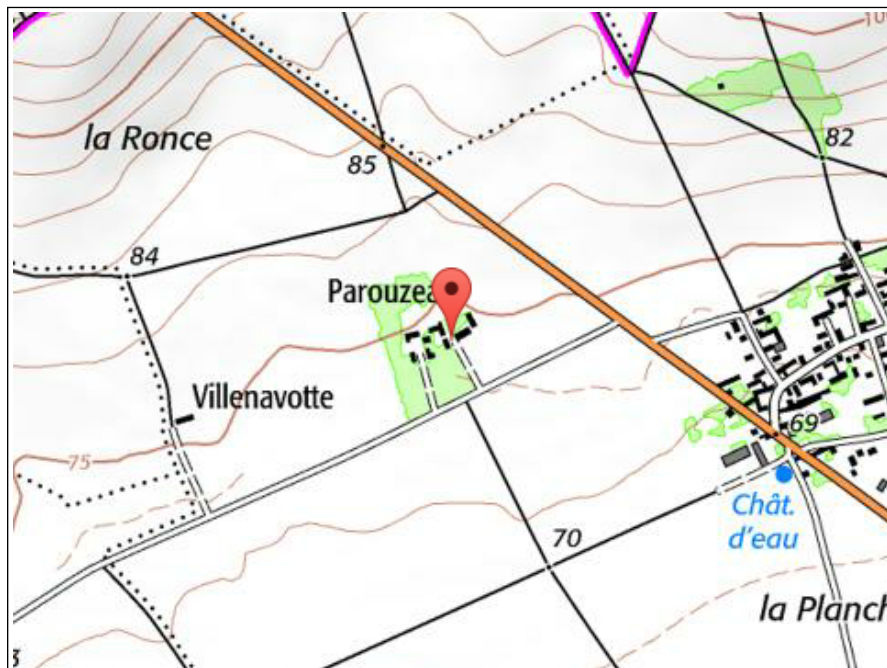 la Ronce
85
82
84
Parouzea
Villenavotte
75
69
Chât.
d'eau
70
la Planch